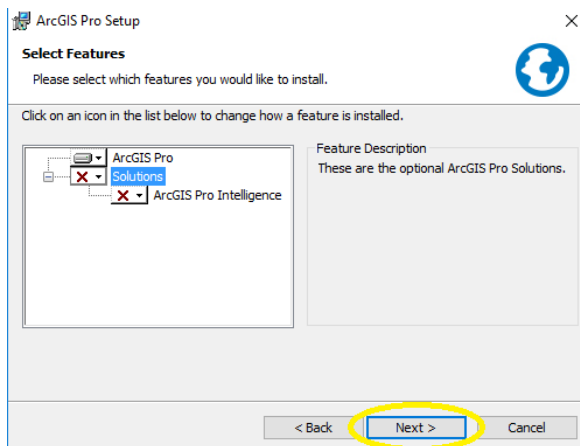 ArcGIS Pro Setup
Select Features
Please select which features you would like to install.
Click on an icon in the list below to change how a feature is installed.
ArcGIS Pro
Solutions
ArcGIS Pro Intelligence
Feature Description
These are the optional ArcGIS Pro Solutions.
< Back
Next >
Cancel